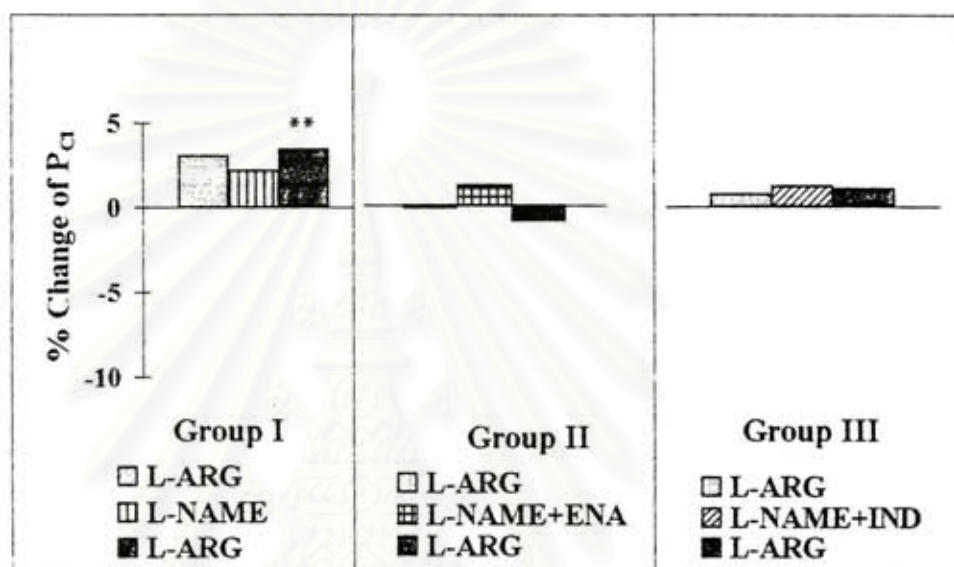 % Change of P_Cl
5
0
-5
-10
**
Group I
L-ARG
L-NAME
L-ARG
Group II
L-ARG
L-NAME+ENA
L-ARG
Group III
L-ARG
L-NAME+IND
L-ARG